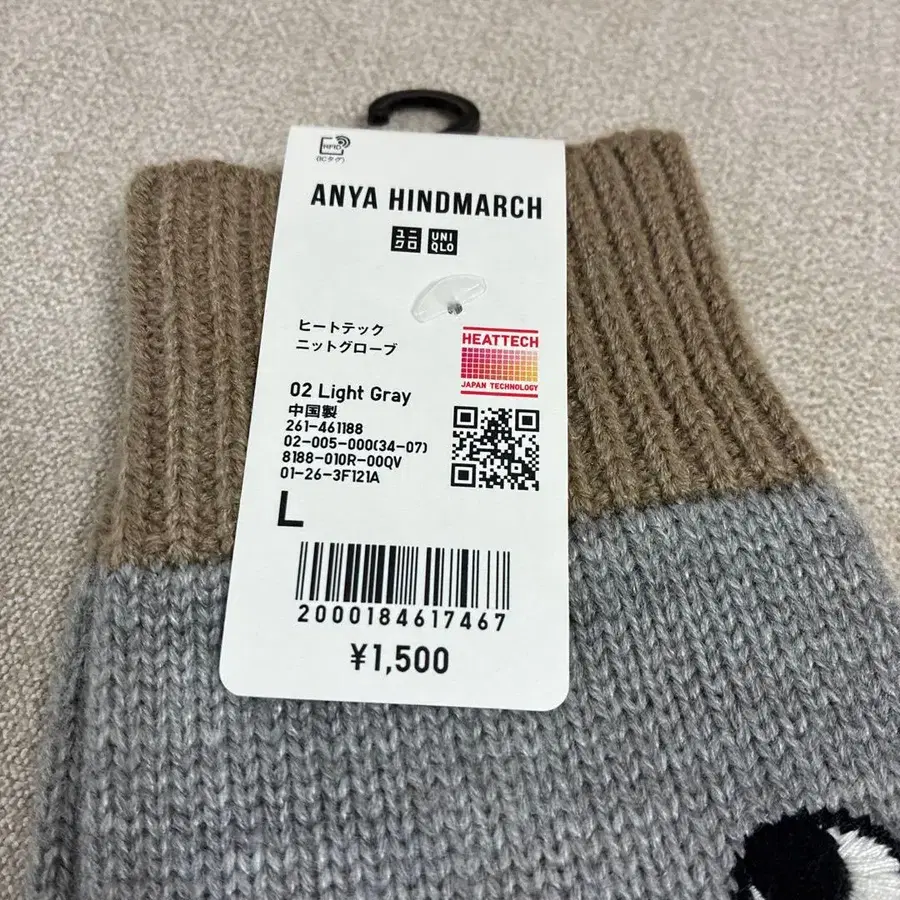 RFID
(ICタグ)
ANYA HINDMARCH
ユニクロ UNIQLO
ヒートテック
ニットグローブ
HEATTECH
JAPAN TECHNOLOGY
02 Light Gray
中国製
261-461188
02-005-000(34-07)
8188-010R-00QV
01-26-3F121A
L
2000184617467
¥1,500